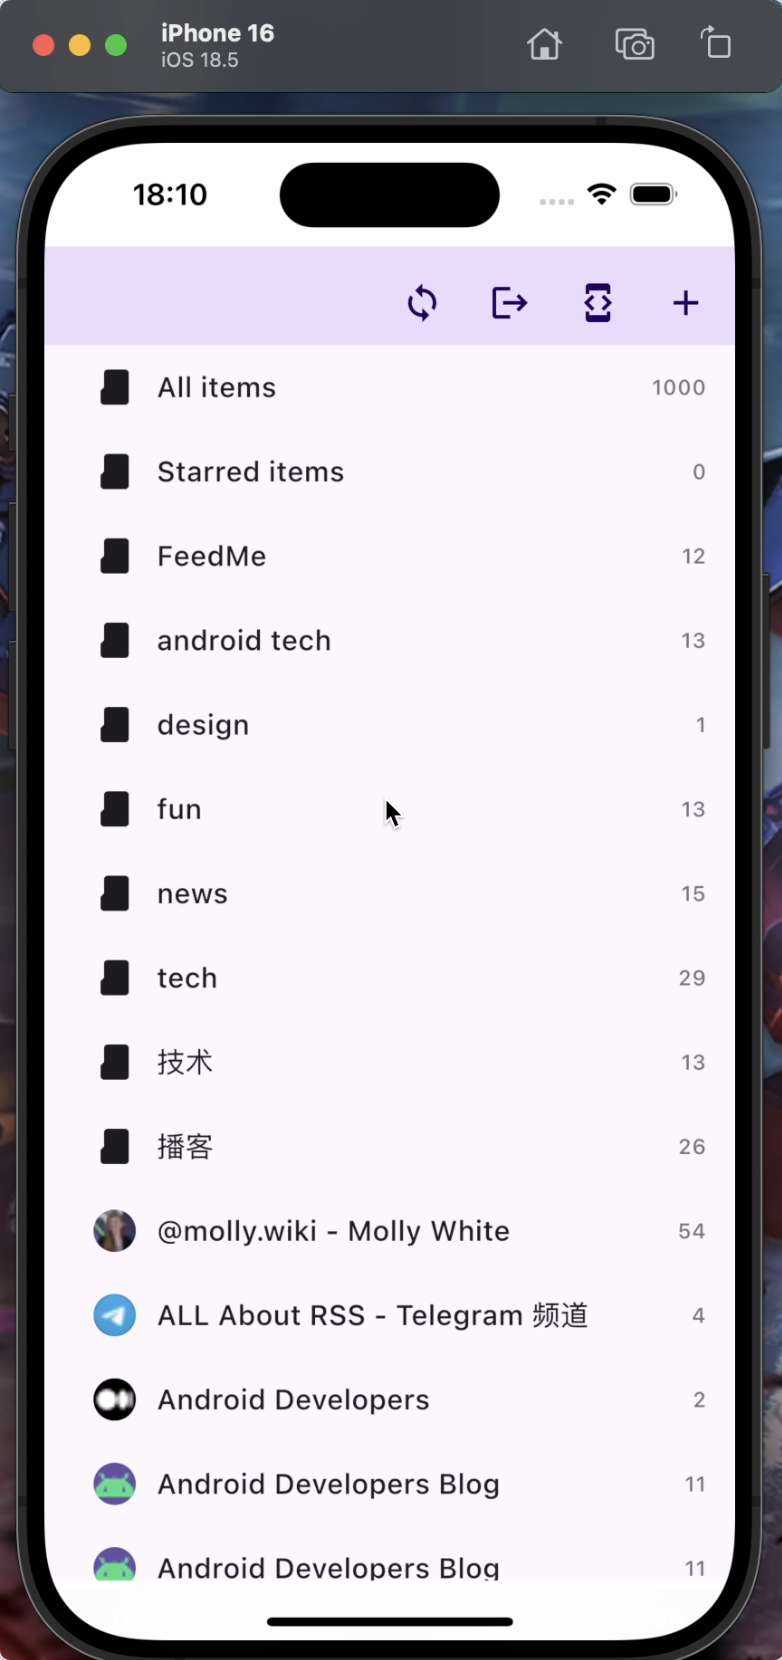 iPhone 16
iOS 18.5
18:10
All items 1000
Starred items 0
FeedMe 12
android tech 13
design 1
fun 13
news 15
tech 29
技术 13
播客 26
@molly.wiki - Molly White 54
ALL About RSS - Telegram 频道 4
Android Developers 2
Android Developers Blog 11
Android Developers Blog 11